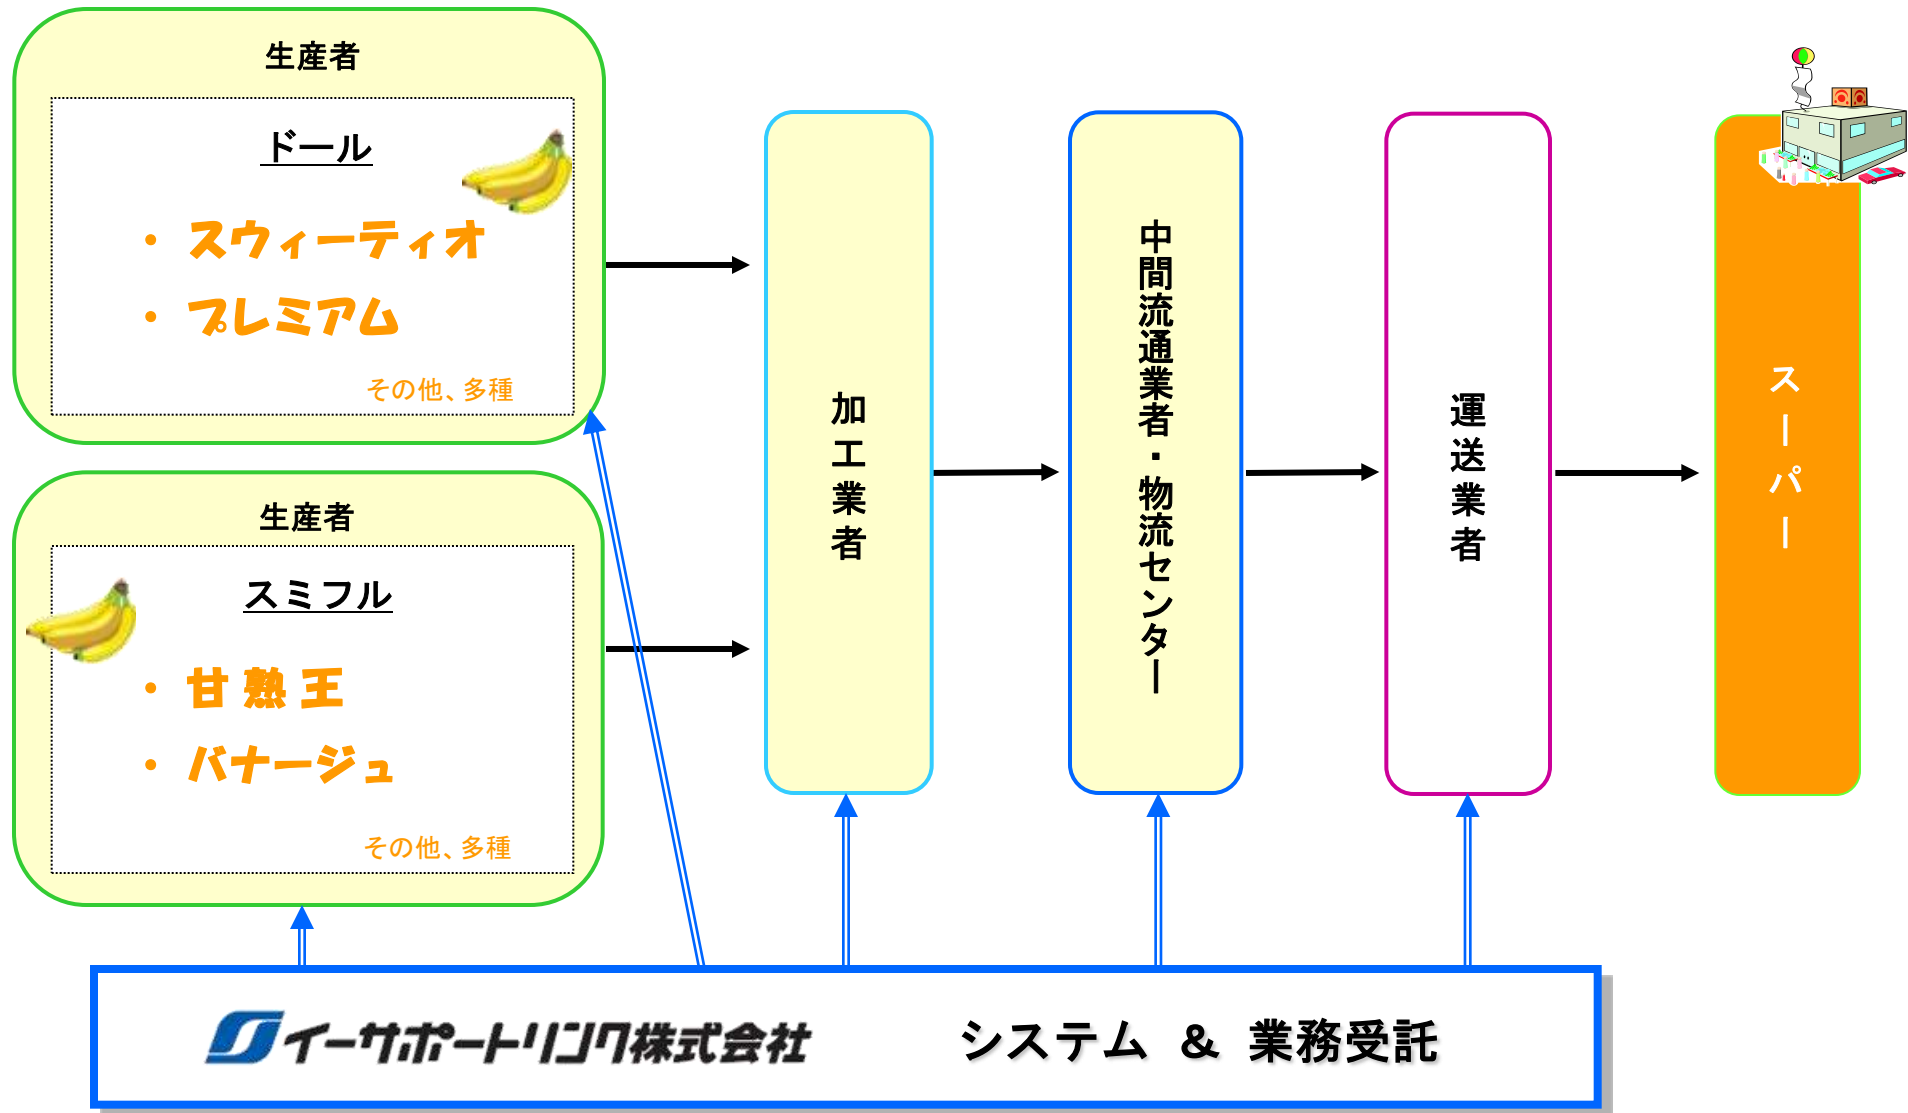 生産者
ドール
・ スウィーティオ
・ プレミアム
その他、多種
生産者
スミフル
・ 甘熟王
・ バナージュ
その他、多種
加工業者
中間流通業者・物流センター
運送業者
スーパー
イーサポートリンク株式会社
システム ＆ 業務受託